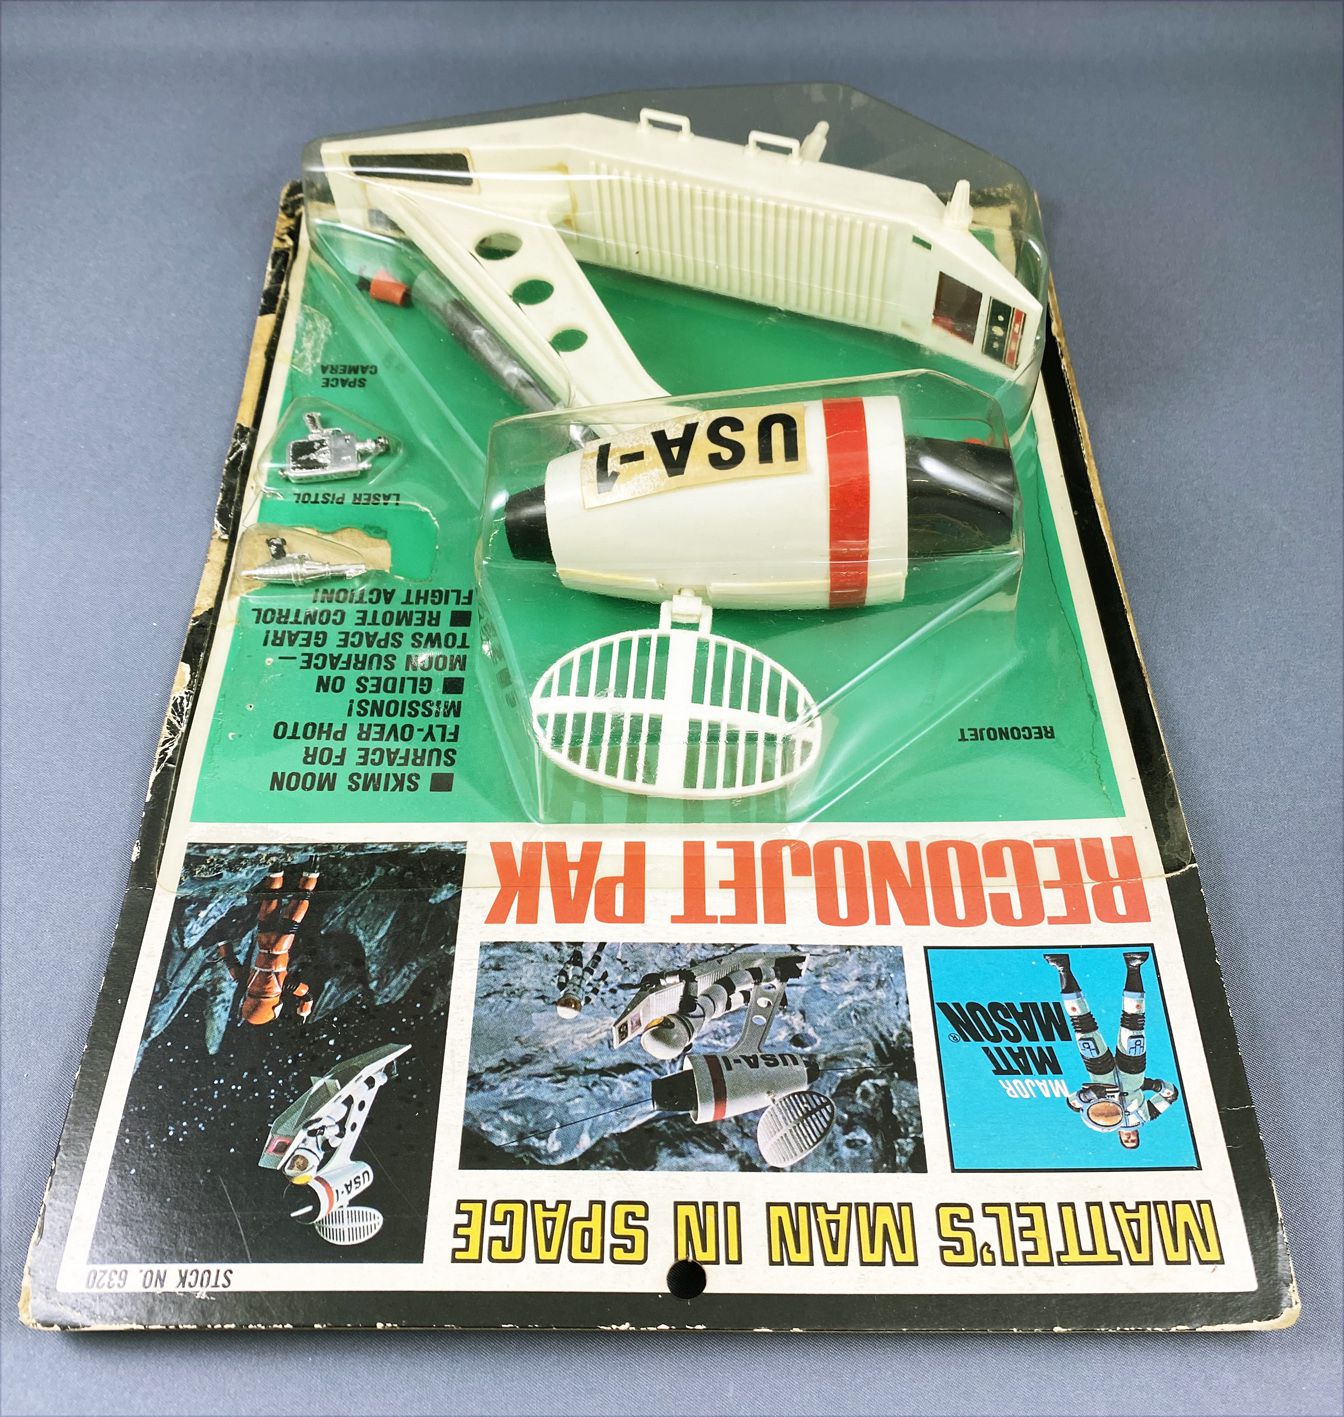 MATTEL'S MAN IN SPACE
STOCK NO. 6320
MAJOR
MATT
MASON®
USA-1
USA-1
RECONOJET PAK
■ SKIMS MOON
SURFACE FOR
FLY-OVER PHOTO
MISSIONS!
■ GLIDES ON
MOON SURFACE—
TOWS SPACE GEAR!
■ REMOTE CONTROL
FLIGHT ACTION!
RECONOJET
LASER PISTOL
SPACE
CAMERA
USA-1